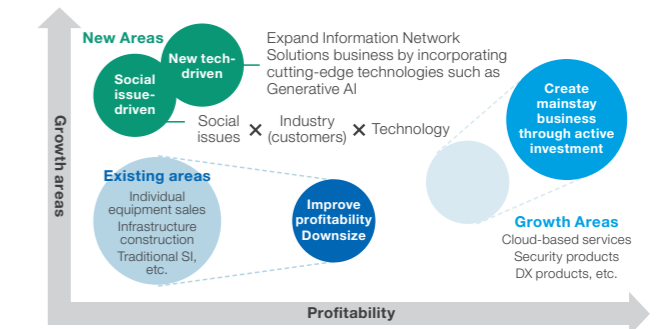 New Areas
New tech-
driven
Social
issue-
driven
Expand Information Network
Solutions business by incorporating
cutting-edge technologies such as
Generative AI
Social
issues
×
Industry
(customers)
×
Technology
Create
mainstay
business
through active
investment
Growth areas
Existing areas
Individual
equipment sales
Infrastructure
construction
Traditional SI,
etc.
Improve
profitability
Downsize
Growth Areas
Cloud-based services
Security products
DX products, etc.
Profitability